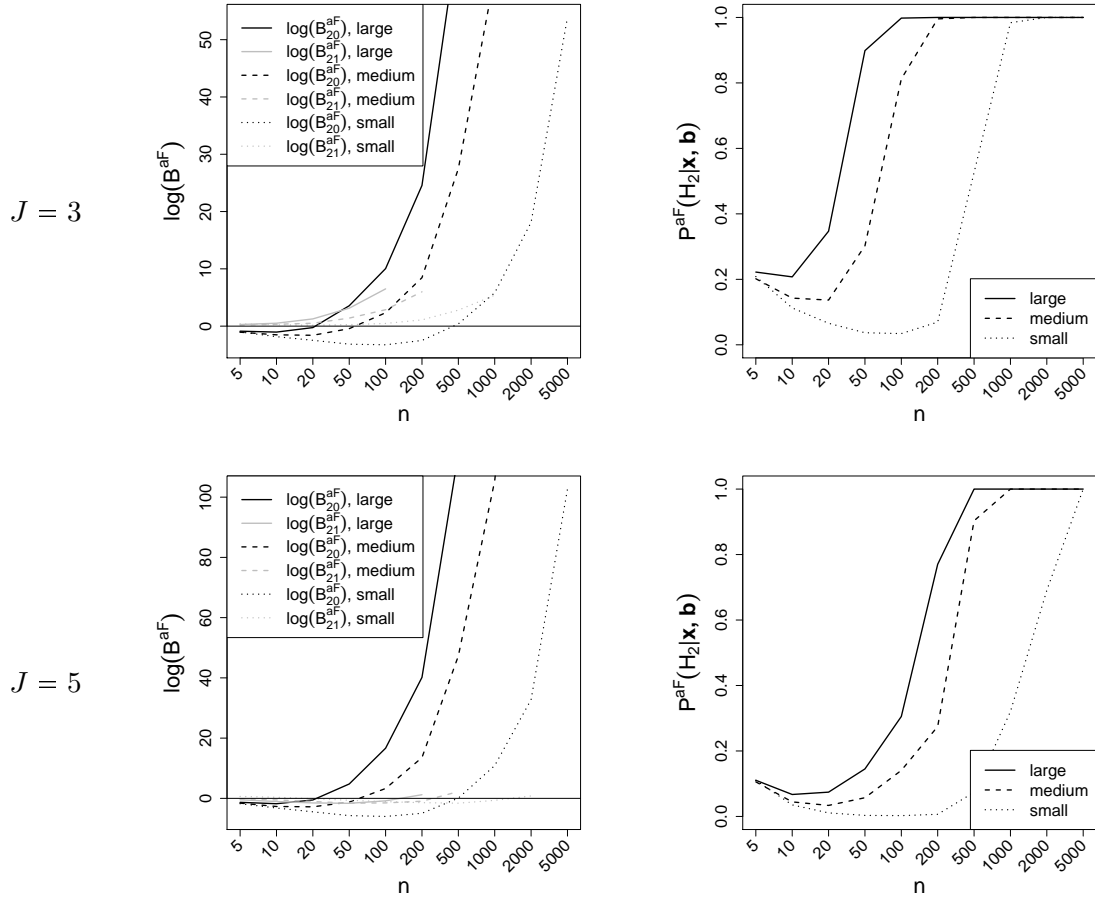 J = 3
log(B^aF)
50
40
30
20
10
0
log(B^aF_20), large
log(B^aF_21), large
log(B^aF_20), medium
log(B^aF_21), medium
log(B^aF_20), small
log(B^aF_21), small
5 10 20 50 100 200 500 1000 2000 5000
n
P^aF(H_2|x, b)
1.0
0.8
0.6
0.4
0.2
0.0
large
medium
small
5 10 20 50 100 200 500 1000 2000 5000
n
J = 5
log(B^aF)
100
80
60
40
20
0
log(B^aF_20), large
log(B^aF_21), large
log(B^aF_20), medium
log(B^aF_21), medium
log(B^aF_20), small
log(B^aF_21), small
5 10 20 50 100 200 500 1000 2000 5000
n
P^aF(H_2|x, b)
1.0
0.8
0.6
0.4
0.2
0.0
large
medium
small
5 10 20 50 100 200 500 1000 2000 5000
n